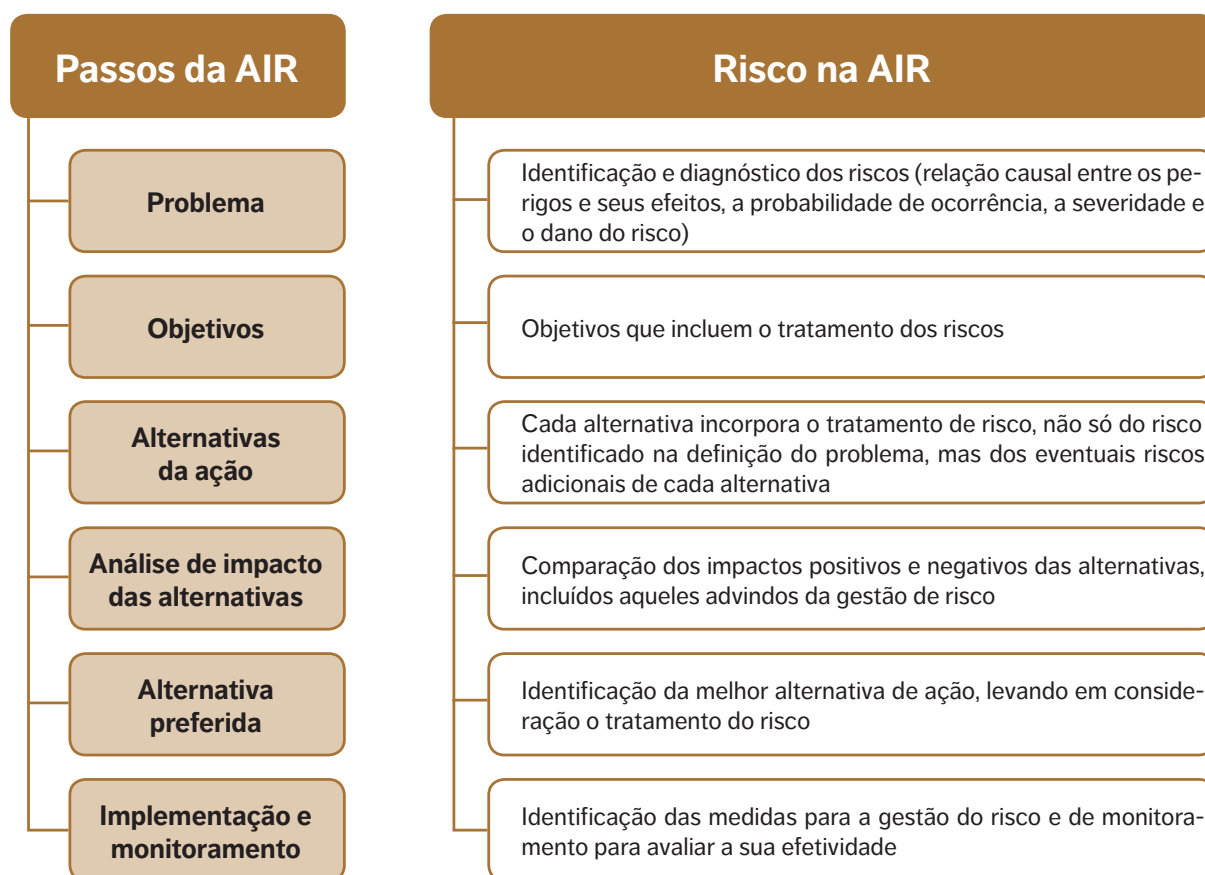 Passos da AIR
Risco na AIR
Problema
Identificação e diagnóstico dos riscos (relação causal entre os pe-
rigos e seus efeitos, a probabilidade de ocorrência, a severidade e
o dano do risco)
Objetivos
Objetivos que incluem o tratamento dos riscos
Alternativas
da ação
Cada alternativa incorpora o tratamento de risco, não só do risco
identificado na definição do problema, mas dos eventuais riscos
adicionais de cada alternativa
Análise de impacto
das alternativas
Comparação dos impactos positivos e negativos das alternativas,
incluídos aqueles advindos da gestão de risco
Alternativa
preferida
Identificação da melhor alternativa de ação, levando em conside-
ração o tratamento do risco
Implementação e
monitoramento
Identificação das medidas para a gestão do risco e de monitora-
mento para avaliar a sua efetividade